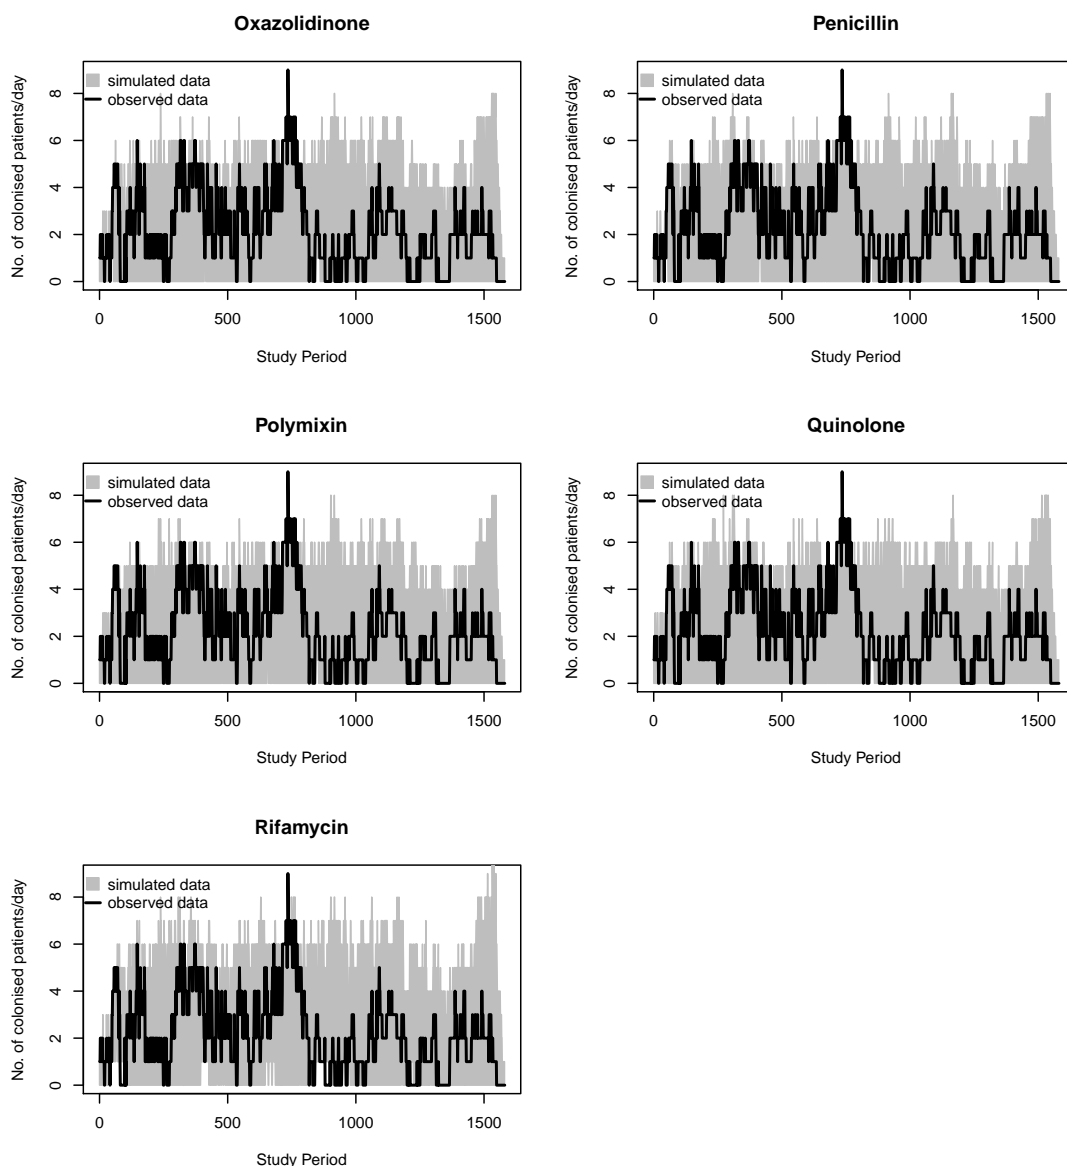 Oxazolidinone
No. of colonised patients/day
8
6
4
2
0
simulated data
observed data
0 500 1000 1500
Study Period
Penicillin
No. of colonised patients/day
8
6
4
2
0
simulated data
observed data
0 500 1000 1500
Study Period
Polymixin
No. of colonised patients/day
8
6
4
2
0
simulated data
observed data
0 500 1000 1500
Study Period
Quinolone
No. of colonised patients/day
8
6
4
2
0
simulated data
observed data
0 500 1000 1500
Study Period
Rifamycin
No. of colonised patients/day
8
6
4
2
0
simulated data
observed data
0 500 1000 1500
Study Period